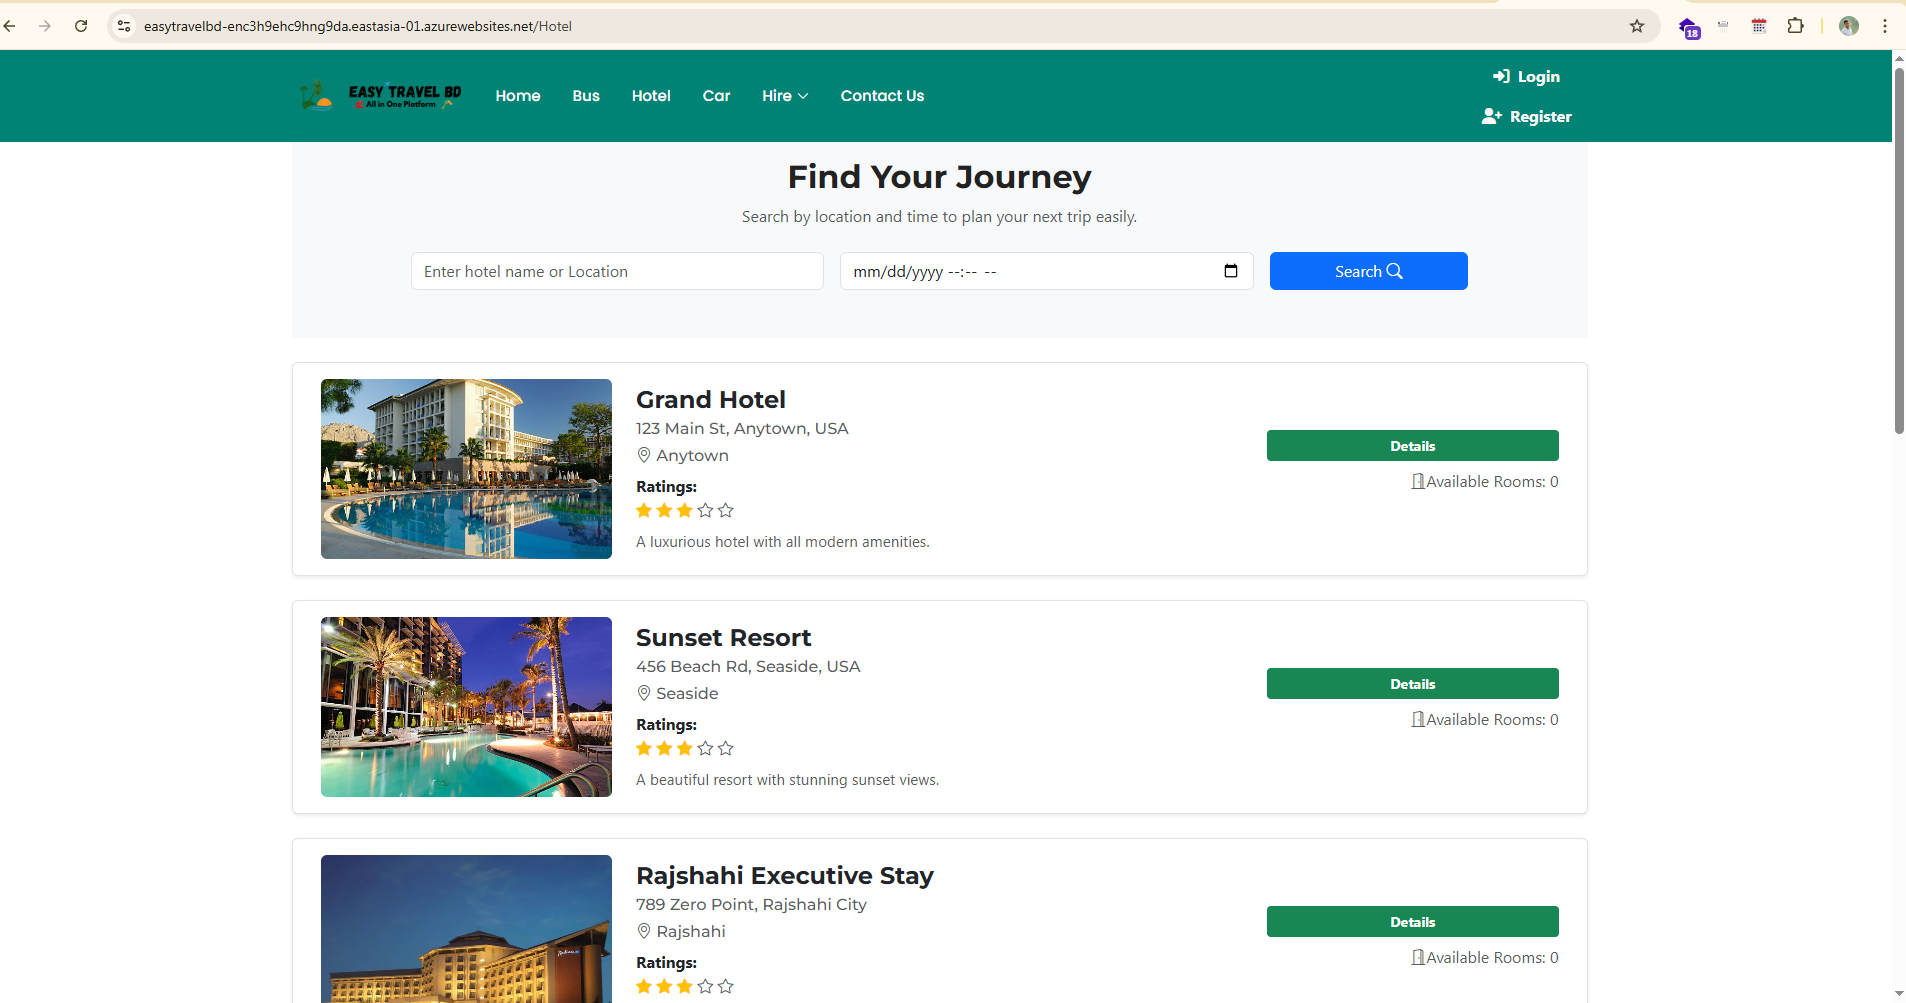 easytravelbd-enc3h9ehc9hng9da.eastasia-01.azurewebsites.net/Hotel
18
EASY TRAVEL BD
All in One Platform
Home
Bus
Hotel
Car
Hire
Contact Us
Login
Register
Find Your Journey
Search by location and time to plan your next trip easily.
Enter hotel name or Location
mm/dd/yyyy --:-- --
Search
Grand Hotel
123 Main St, Anytown, USA
Anytown
Ratings:
A luxurious hotel with all modern amenities.
Details
Available Rooms: 0
Sunset Resort
456 Beach Rd, Seaside, USA
Seaside
Ratings:
A beautiful resort with stunning sunset views.
Details
Available Rooms: 0
Rajshahi Executive Stay
789 Zero Point, Rajshahi City
Rajshahi
Ratings:
Details
Available Rooms: 0